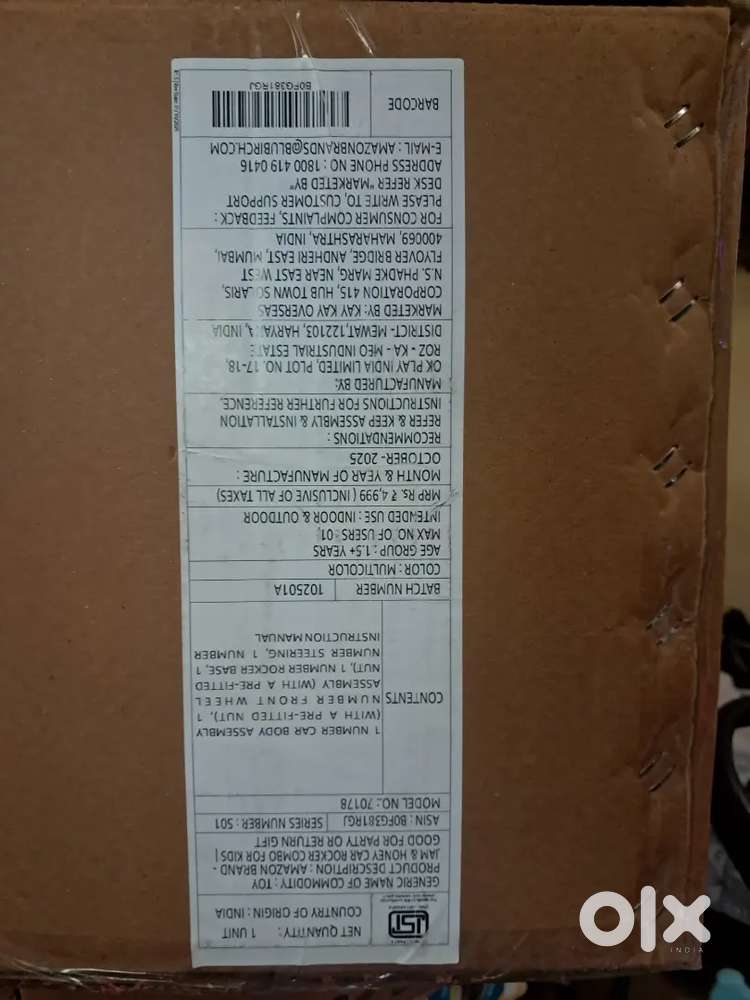 NET QUANTITY : 1 UNIT
COUNTRY OF ORIGIN : INDIA
GENERIC NAME OF COMMODITY : TOY
PRODUCT DESCRIPTION : AMAZON BRAND -
JAM & HONEY CAR ROCKER COMBO FOR KIDS |
GOOD FOR PARTY OR RETURN GIFT
ASIN : B0FG381RGJ SERIES NUMBER : S01
MODEL NO.: 70178
CONTENTS
1 NUMBER CAR BODY ASSEMBLY
(WITH A PRE-FITTED NUT), 1
NUMBER FRONT WHEEL
ASSEMBLY (WITH A PRE-FITTED
NUT), 1 NUMBER ROCKER BASE, 1
NUMBER STEERING, 1 NUMBER
INSTRUCTION MANUAL
BATCH NUMBER 102501A
COLOR : MULTICOLOR
AGE GROUP : 1.5+ YEARS
MAX NO. OF USERS : 01
INTENDED USE : INDOOR & OUTDOOR
MRP Rs. ₹ 4,999 ( INCLUSIVE OF ALL TAXES)
MONTH & YEAR OF MANUFACTURE :
OCTOBER- 2025
RECOMMENDATIONS :
REFER & KEEP ASSEMBLY & INSTALLATION
INSTRUCTIONS FOR FURTHER REFERENCE.
MANUFACTURED BY:
OK PLAY INDIA LIMITED, PLOT NO. 17-18,
ROZ - KA - MEO INDUSTRIAL ESTATE
DISTRICT- MEWAT,122103, HARYANA, INDIA
MARKETED BY: KAY KAY OVERSEAS
CORPORATION 415, HUB TOWN SOLARIS,
N.S. PHADKE MARG, NEAR EAST WEST
FLYOVER BRIDGE, ANDHERI EAST, MUMBAI,
400069, MAHARASHTRA, INDIA
FOR CONSUMER COMPLAINTS, FEEDBACK :
PLEASE WRITE TO, CUSTOMER SUPPORT
DESK REFER "MARKETED BY"
ADDRESS PHONE NO : 1800 419 0416
E-MAIL : AMAZONBRANDS@BLUBIRCH.COM
BARCODE
B0FG381RGJ
olx
INDIA